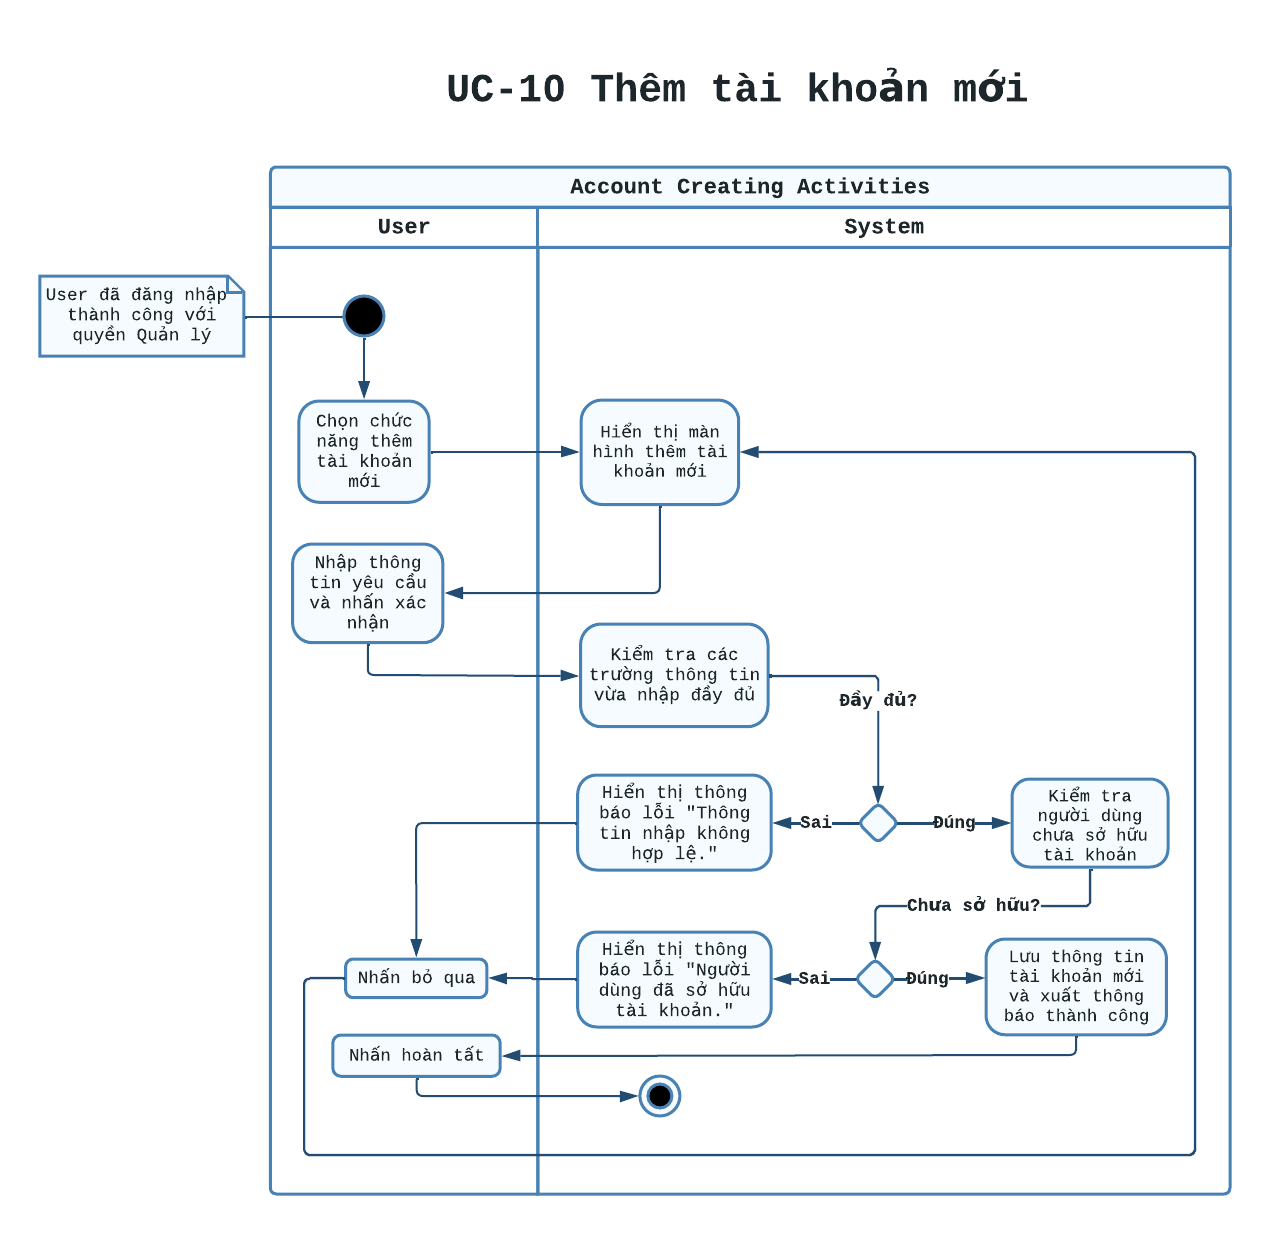 UC-10 Thêm tài khoản mới
Account Creating Activities
User
System
User đã đăng nhập
thành công với
quyền Quản lý
Chọn chức
năng thêm
tài khoản
mới
Hiển thị màn
hình thêm tài
khoản mới
Nhập thông
tin yêu cầu
và nhấn xác
nhận
Kiểm tra các
trường thông tin
vừa nhập đầy đủ
Đầy đủ?
Hiển thị thông
báo lỗi "Thông
tin nhập không
hợp lệ."
Sai
Đúng
Kiểm tra
người dùng
chưa sở hữu
tài khoản
Chưa sở hữu?
Nhấn bỏ qua
Hiển thị thông
báo lỗi "Người
dùng đã sở hữu
tài khoản."
Sai
Đúng
Lưu thông tin
tài khoản mới
và xuất thông
báo thành công
Nhấn hoàn tất